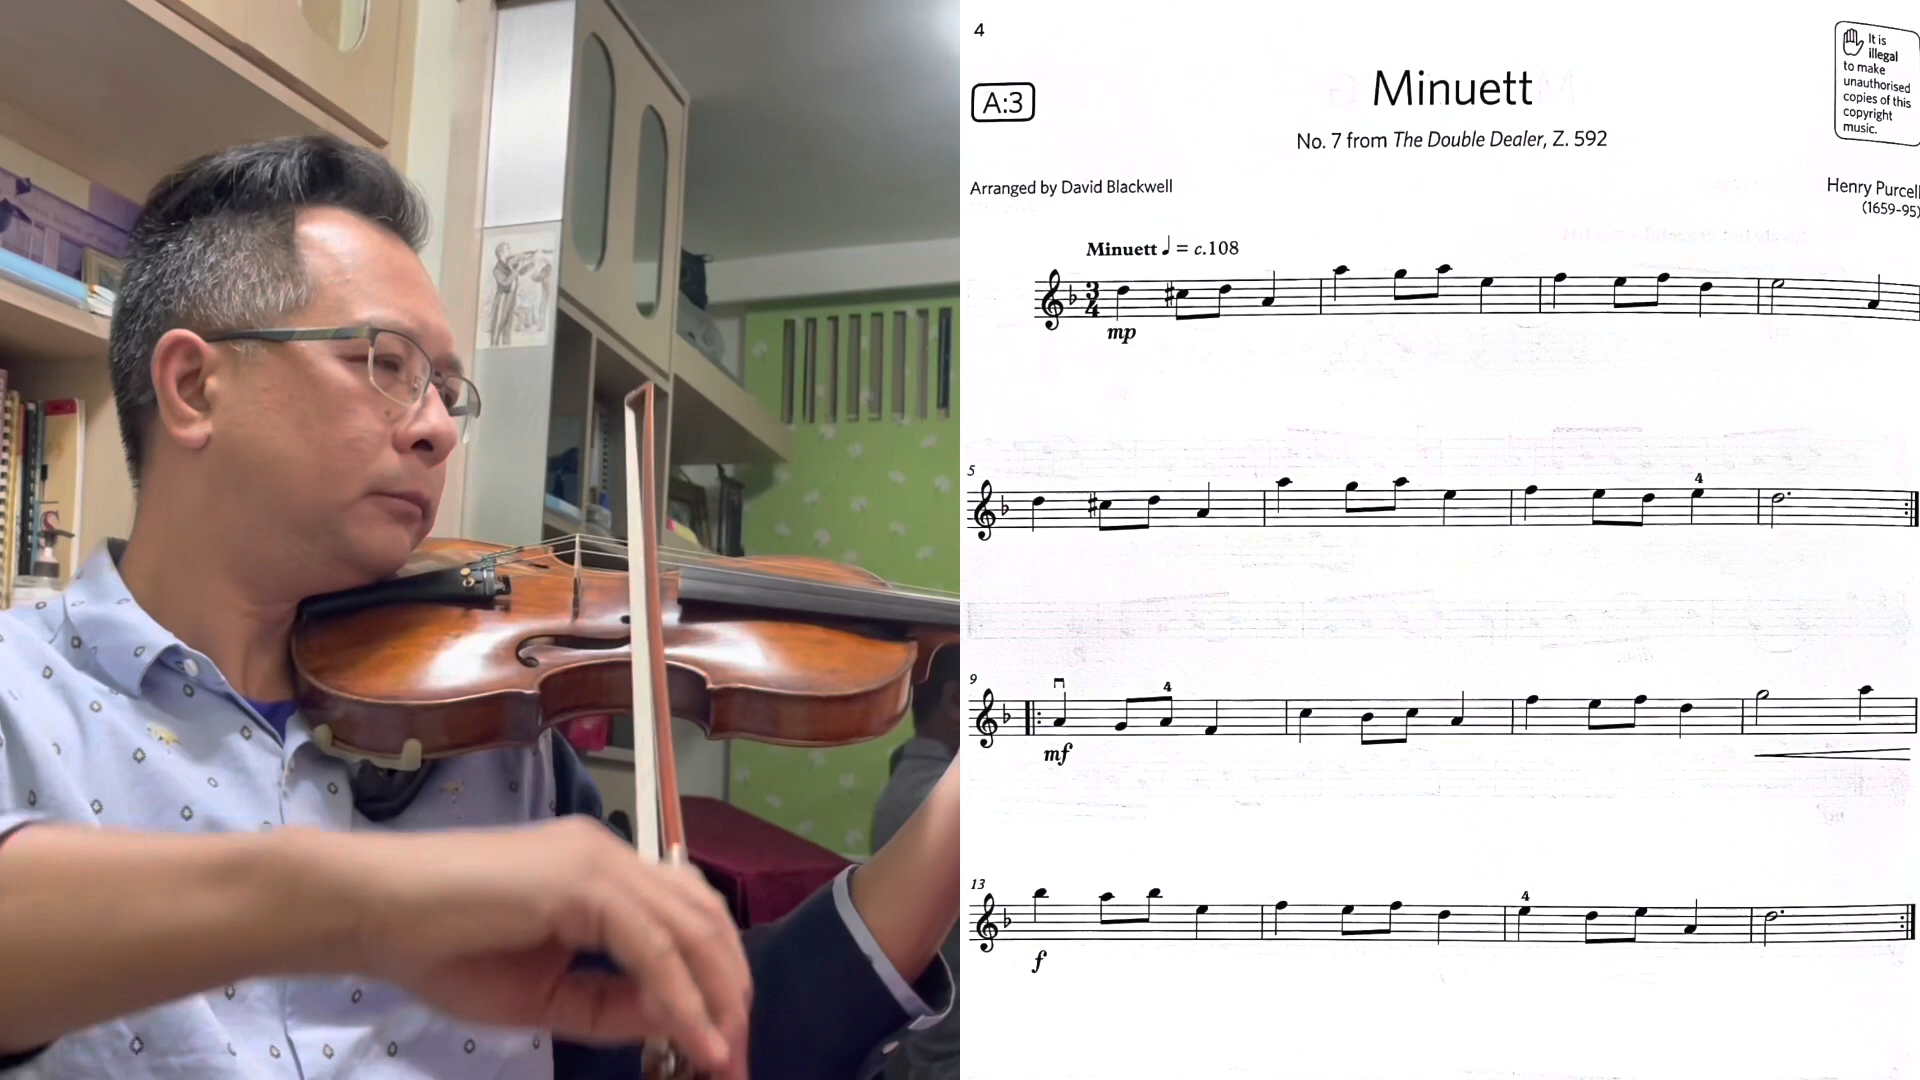 4
It is
illegal
to make
unauthorised
copies of this
copyright
music.
A:3
Minuett
No. 7 from The Double Dealer, Z. 592
Arranged by David Blackwell
Henry Purcell
(1659-95)
Minuett ♩ = c.108
3
4
mp
5
4
9
4
mf
13
4
f